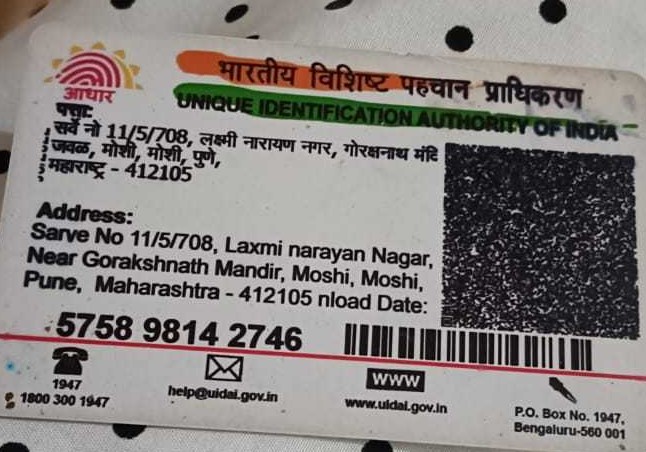 आधार
भारतीय विशिष्ट पहचान प्राधिकरण
UNIQUE IDENTIFICATION AUTHORITY OF INDIA
पत्ता:
सर्वे नो 11/5/708, लक्ष्मी नारायण नगर, गोरक्षनाथ मंदि
जवळ, मोशी, मोशी, पुणे,
महाराष्ट्र - 412105
Address:
Sarve No 11/5/708, Laxmi narayan Nagar,
Near Gorakshnath Mandir, Moshi, Moshi,
Pune, Maharashtra - 412105 nload Date:
5758 9814 2746
1947
1800 300 1947
help@uidai.gov.in
WWW
www.uidai.gov.in
P.O. Box No. 1947,
Bengaluru-560 001